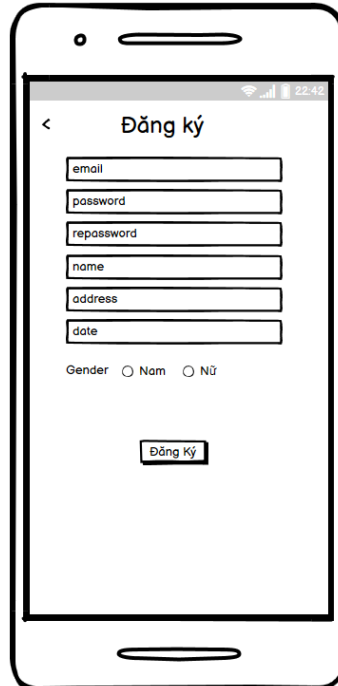 22:42
< Đăng ký
email
password
repassword
name
address
date
Gender Nam Nữ
Đăng Ký